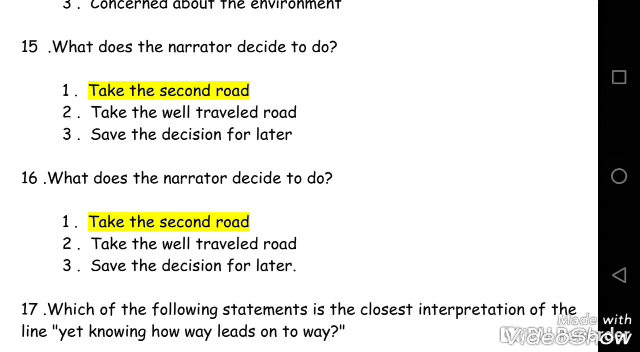 3 . Concerned about the environment
15 .What does the narrator decide to do?
1 . Take the second road
2 . Take the well traveled road
3 . Save the decision for later
16 .What does the narrator decide to do?
1 . Take the second road
2 . Take the well traveled road
3 . Save the decision for later.
17 .Which of the following statements is the closest interpretation of the
line "yet knowing how way leads on to way?"
Made with
VideoShow